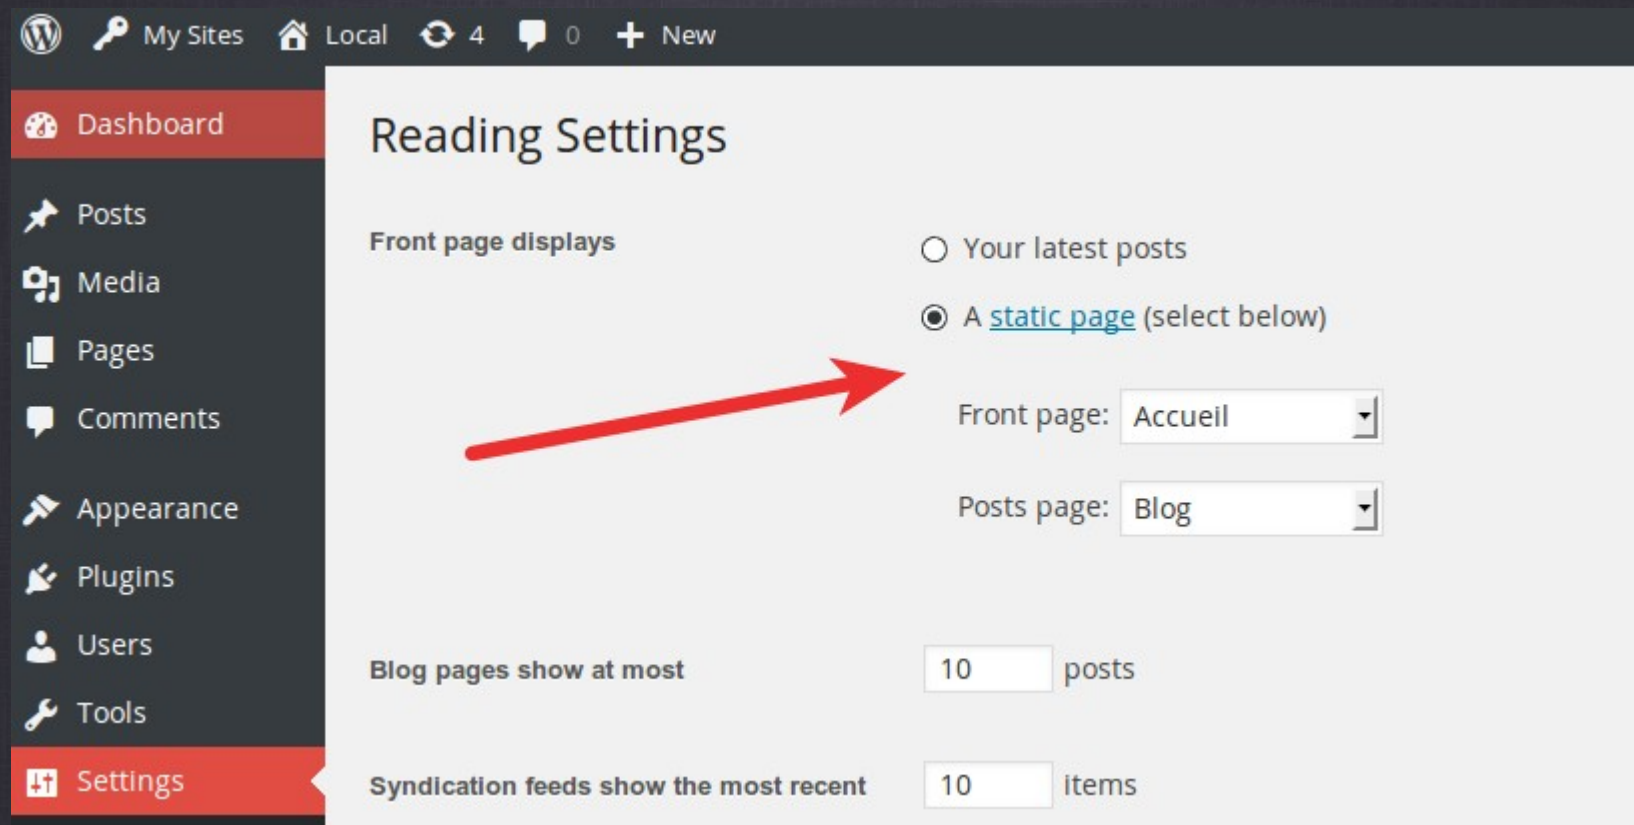 My Sites Local 4 0 New
Dashboard
Posts
Media
Pages
Comments
Appearance
Plugins
Users
Tools
Settings
Reading Settings
Front page displays
Your latest posts
A static page (select below)
Front page: Accueil
Posts page: Blog
Blog pages show at most 10 posts
Syndication feeds show the most recent 10 items